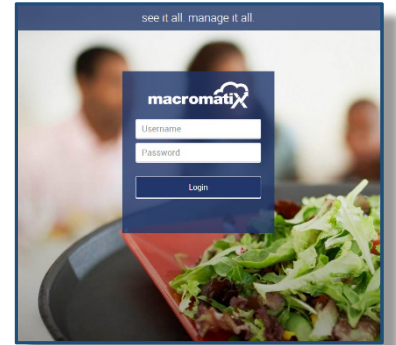 see it all. manage it all.
macromatix
Username
Password
Login